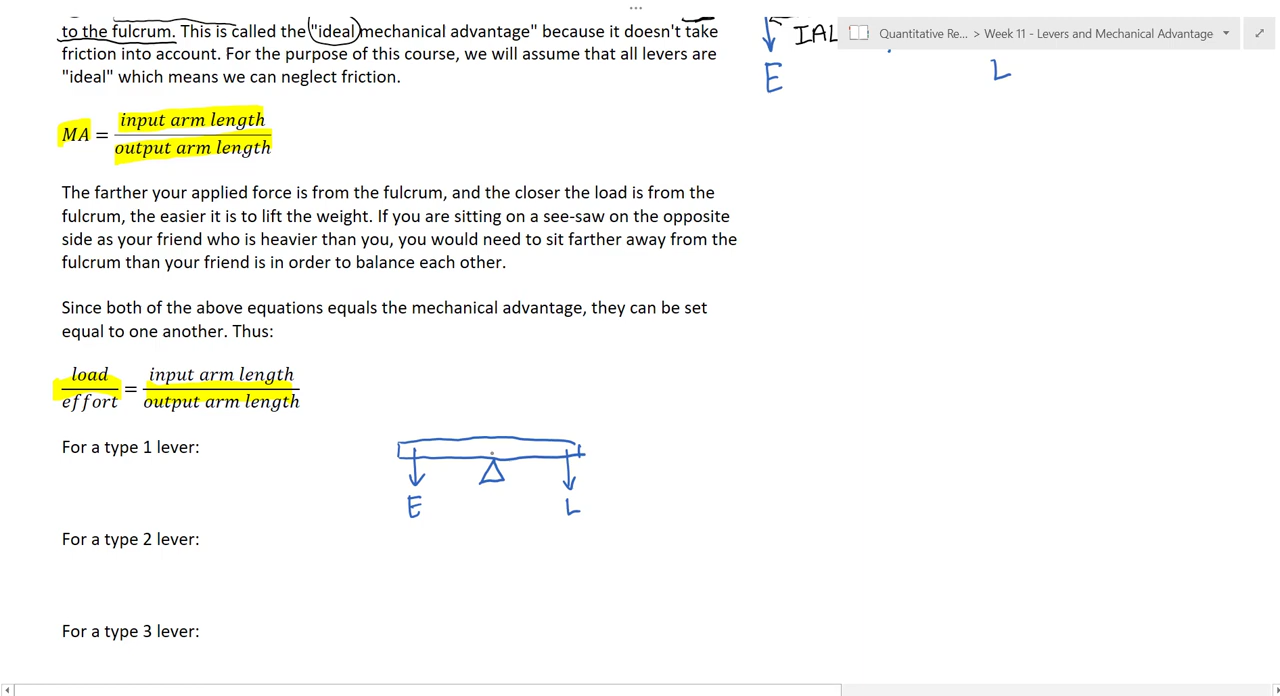 to the fulcrum. This is called the "ideal mechanical advantage" because it doesn't take
friction into account. For the purpose of this course, we will assume that all levers are
"ideal" which means we can neglect friction.
MA = input arm length
output arm length
The farther your applied force is from the fulcrum, and the closer the load is from the
fulcrum, the easier it is to lift the weight. If you are sitting on a see-saw on the opposite
side as your friend who is heavier than you, you would need to sit farther away from the
fulcrum than your friend is in order to balance each other.
Since both of the above equations equals the mechanical advantage, they can be set
equal to one another. Thus:
load = input arm length
effort output arm length
For a type 1 lever:
E L
For a type 2 lever:
For a type 3 lever:
IAL
E L
Quantitative Re... > Week 11 - Levers and Mechanical Advantage